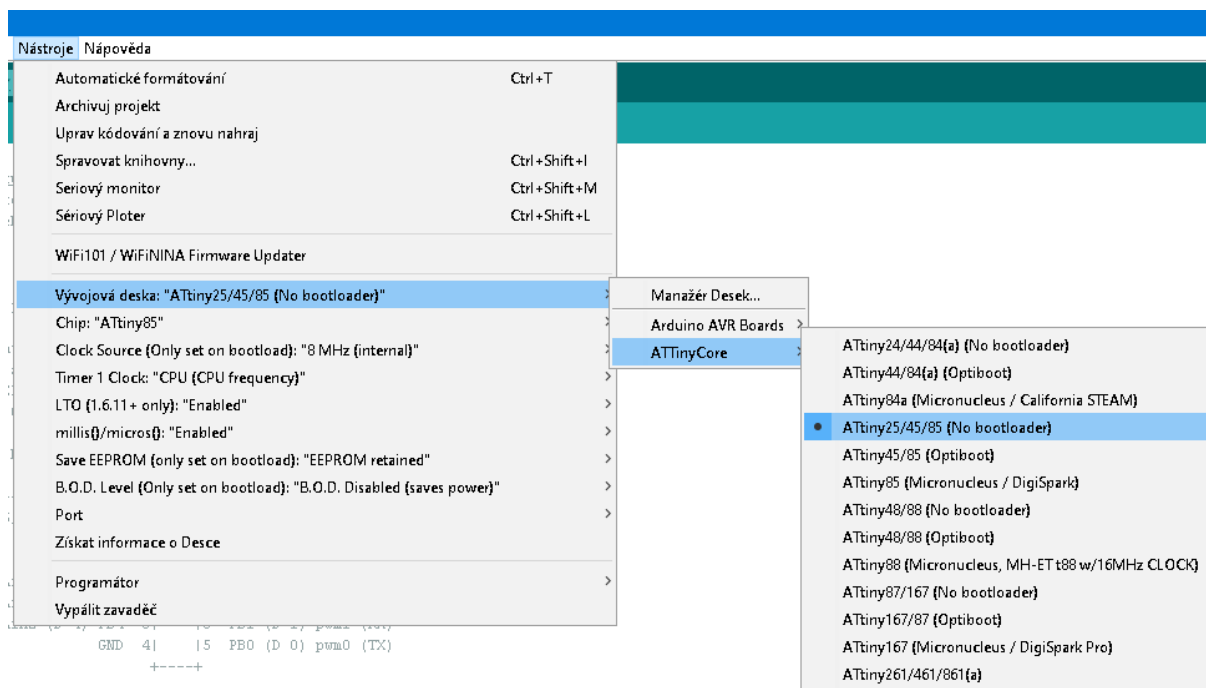 Nástroje Nápověda
Automatické formátování Ctrl+T
Archivuj projekt
Uprav kódování a znovu nahraj
Spravovat knihovny... Ctrl+Shift+I
Seriový monitor Ctrl+Shift+M
Sériový Ploter Ctrl+Shift+L
WiFi101 / WiFiNINA Firmware Updater
Vývojová deska: "ATtiny25/45/85 (No bootloader)"
Chip: "ATtiny85"
Clock Source (Only set on bootload): "8 MHz (internal)"
Timer 1 Clock: "CPU (CPU frequency)"
LTO (1.6.11+ only): "Enabled"
millis()/micros(): "Enabled"
Save EEPROM (only set on bootload): "EEPROM retained"
B.O.D. Level (Only set on bootload): "B.O.D. Disabled (saves power)"
Port
Získat informace o Desce
Programátor
Vypálit zavaděč
Manažér Desek...
Arduino AVR Boards
ATTinyCore
ATtiny24/44/84(a) (No bootloader)
ATtiny44/84(a) (Optiboot)
ATtiny84a (Micronucleus / California STEAM)
ATtiny25/45/85 (No bootloader)
ATtiny45/85 (Optiboot)
ATtiny85 (Micronucleus / DigiSpark)
ATtiny48/88 (No bootloader)
ATtiny48/88 (Optiboot)
ATtiny88 (Micronucleus, MH-ET t88 w/16MHz CLOCK)
ATtiny87/167 (No bootloader)
ATtiny167/87 (Optiboot)
ATtiny167 (Micronucleus / DigiSpark Pro)
ATtiny261/461/861(a)
GND 4| |5 PB0 (D 0) pwm0 (TX)
+----+